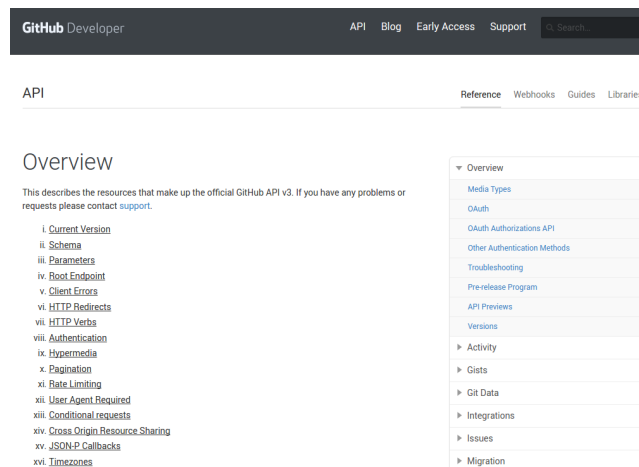 GitHub Developer
API Blog Early Access Support Search...
API
Reference Webhooks Guides Libraries
Overview
This describes the resources that make up the official GitHub API v3. If you have any problems or
requests please contact support.
i. Current Version
ii. Schema
iii. Parameters
iv. Root Endpoint
v. Client Errors
vi. HTTP Redirects
vii. HTTP Verbs
viii. Authentication
ix. Hypermedia
x. Pagination
xi. Rate Limiting
xii. User Agent Required
xiii. Conditional requests
xiv. Cross Origin Resource Sharing
xv. JSON-P Callbacks
xvi. Timezones
Overview
Media Types
OAuth
OAuth Authorizations API
Other Authentication Methods
Troubleshooting
Pre-release Program
API Previews
Versions
Activity
Gists
Git Data
Integrations
Issues
Migration